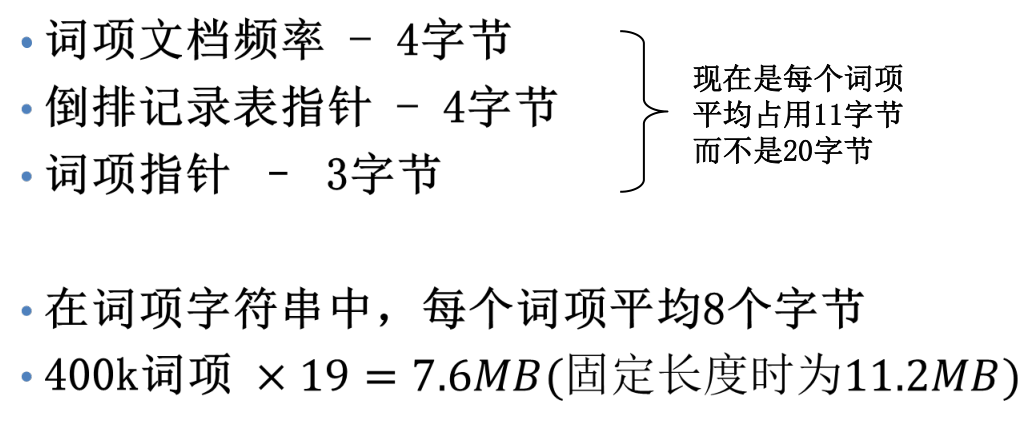 • 词项文档频率 – 4字节
• 倒排记录表指针 – 4字节
• 词项指针 – 3字节
现在是每个词项
平均占用11字节
而不是20字节
• 在词项字符串中，每个词项平均8个字节
• 400k词项 × 19 = 7.6MB(固定长度时为11.2MB)